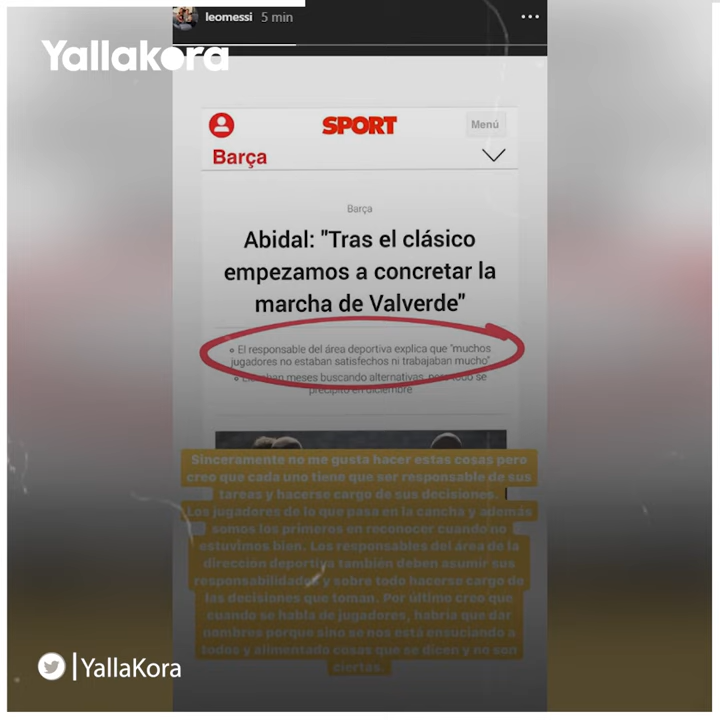 leomessi 5 min
Yallakora
SPORT
Menú
Barça
Barça
Abidal: "Tras el clásico
empezamos a concretar la
marcha de Valverde"
El responsable del área deportiva explica que "muchos
jugadores no estaban satisfechos ni trabajaban mucho"
meses buscando alternativas, se
precipitó en diciembre
Sinceramente no me gusta hacer estas cosas pero
creo que cada uno tiene que ser responsable de sus
tareas y hacerse cargo de sus decisiones.
Los jugadores de lo que pasa en la cancha y además
somos los primeros en reconocer cuando no
estuvimos bien. Los responsables del área de la
dirección deportiva también deben asumir sus
responsabilidades y sobre todo hacerse cargo de
las decisiones que toman. Por último creo que
cuando se habla de jugadores, habría que dar
nombres porque sino se nos está ensuciando a
todos y alimentado cosas que se dicen y no son
ciertas.
YallaKora